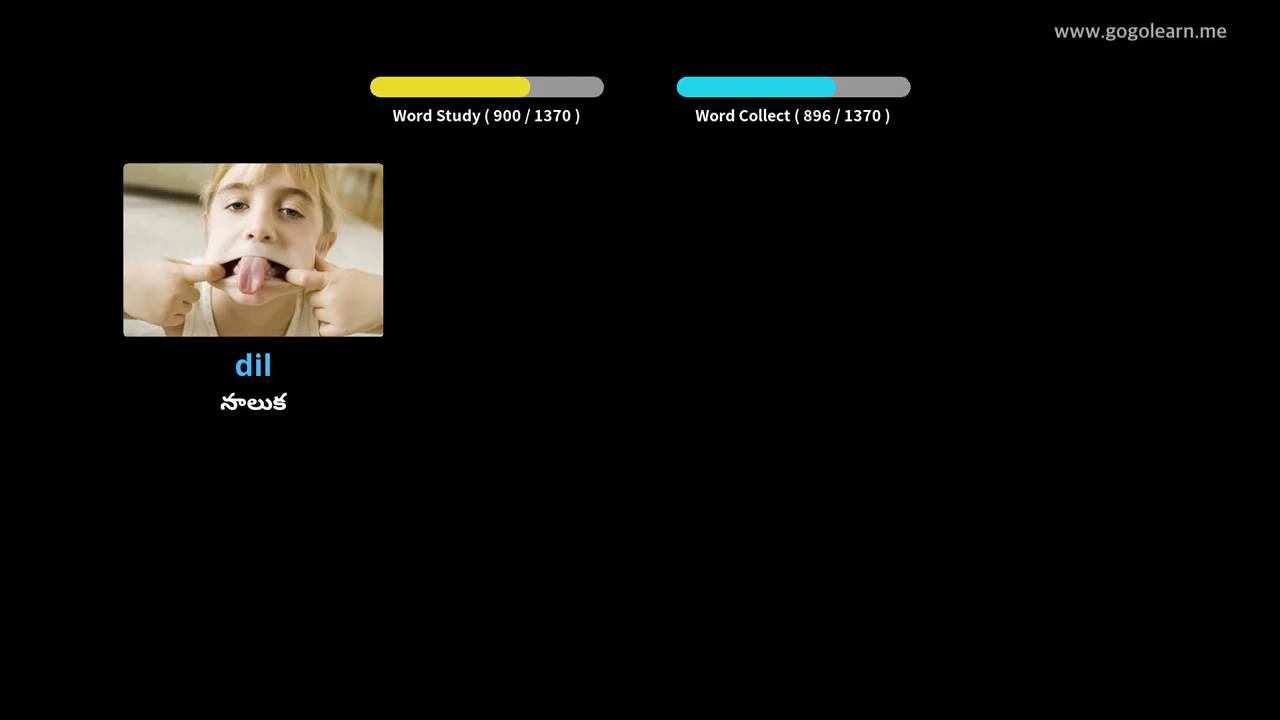 www.gogolearn.me
Word Study ( 900 / 1370 )
Word Collect ( 896 / 1370 )
dil
నాలుక